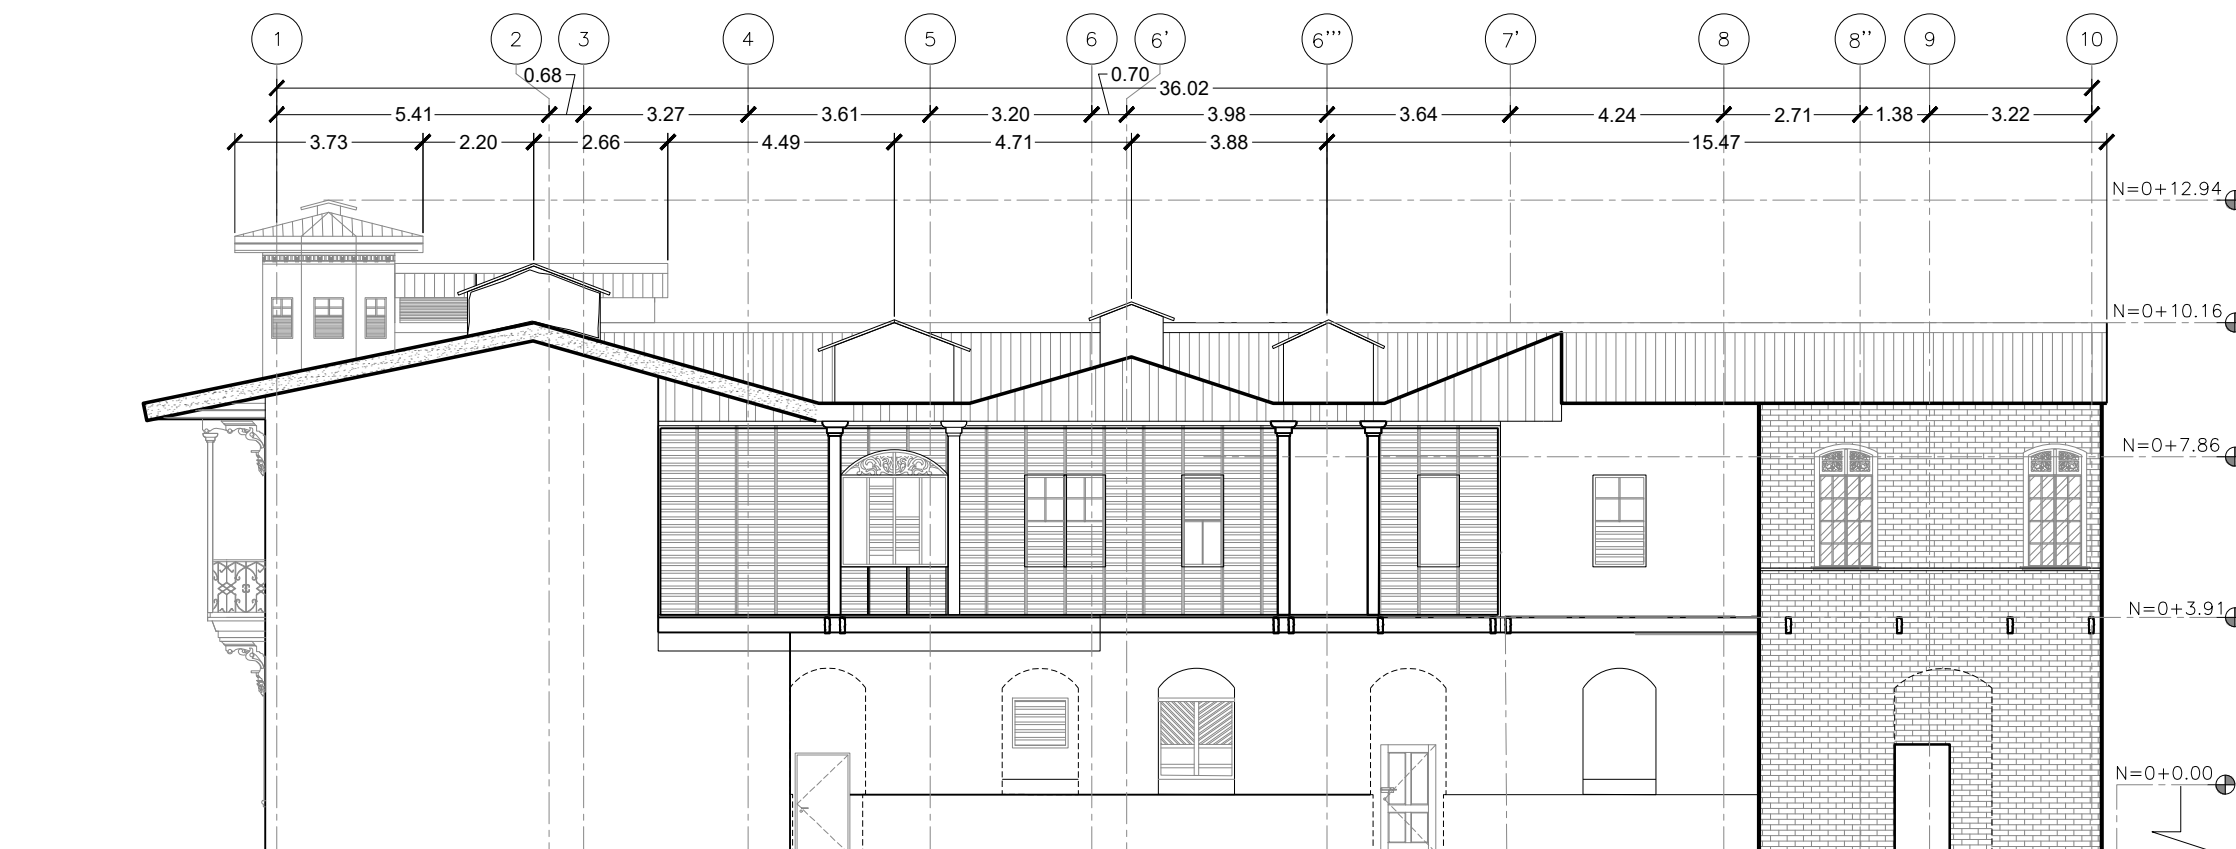 1 2 3 4 5 6 6' 6''' 7' 8 8'' 9 10
0.68 0.70
36.02
5.41 3.27 3.61 3.20 3.98 3.64 4.24 2.71 1.38 3.22
3.73 2.20 2.66 4.49 4.71 3.88 15.47
N=0+12.94
N=0+10.16
N=0+7.86
N=0+3.91
N=0+0.00